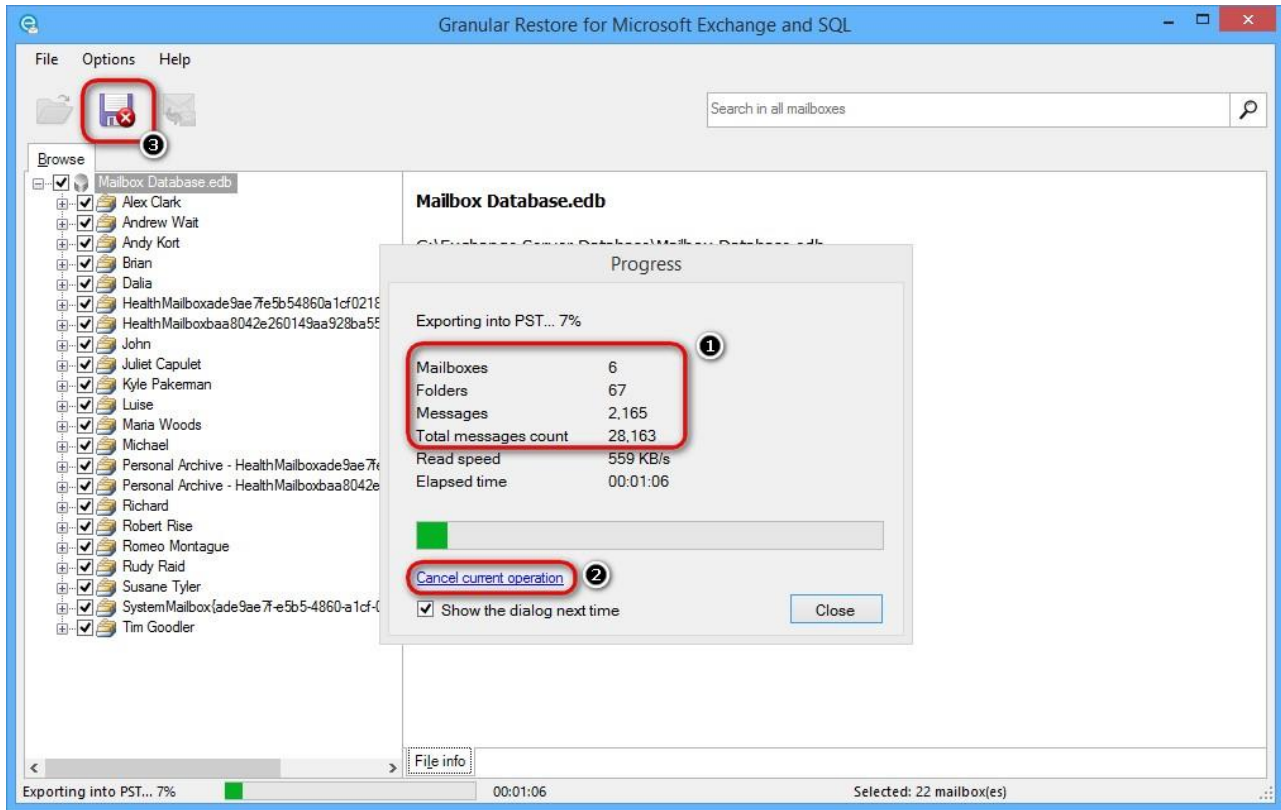 Granular Restore for Microsoft Exchange and SQL
File Options Help
Search in all mailboxes
3
Browse
Mailbox Database.edb
Alex Clark
Andrew Wait
Andy Kort
Brian
Dalia
HealthMailboxade9ae7fe5b54860a1cf0218
HealthMailboxbaa8042e260149aa928ba55
John
Juliet Capulet
Kyle Pakeman
Luise
Maria Woods
Michael
Personal Archive - HealthMailboxade9ae7fe
Personal Archive - HealthMailboxbaa8042e
Richard
Robert Rise
Romeo Montague
Rudy Raid
Susane Tyler
SystemMailbox{ade9ae7f-e5b5-4860-a1cf-0
Tim Goodler
Mailbox Database.edb
Progress
Exporting into PST... 7%
1
Mailboxes 6
Folders 67
Messages 2,165
Total messages count 28,163
Read speed 559 KB/s
Elapsed time 00:01:06
Cancel current operation 2
Show the dialog next time
Close
File info
Exporting into PST... 7% 00:01:06 Selected: 22 mailbox(es)